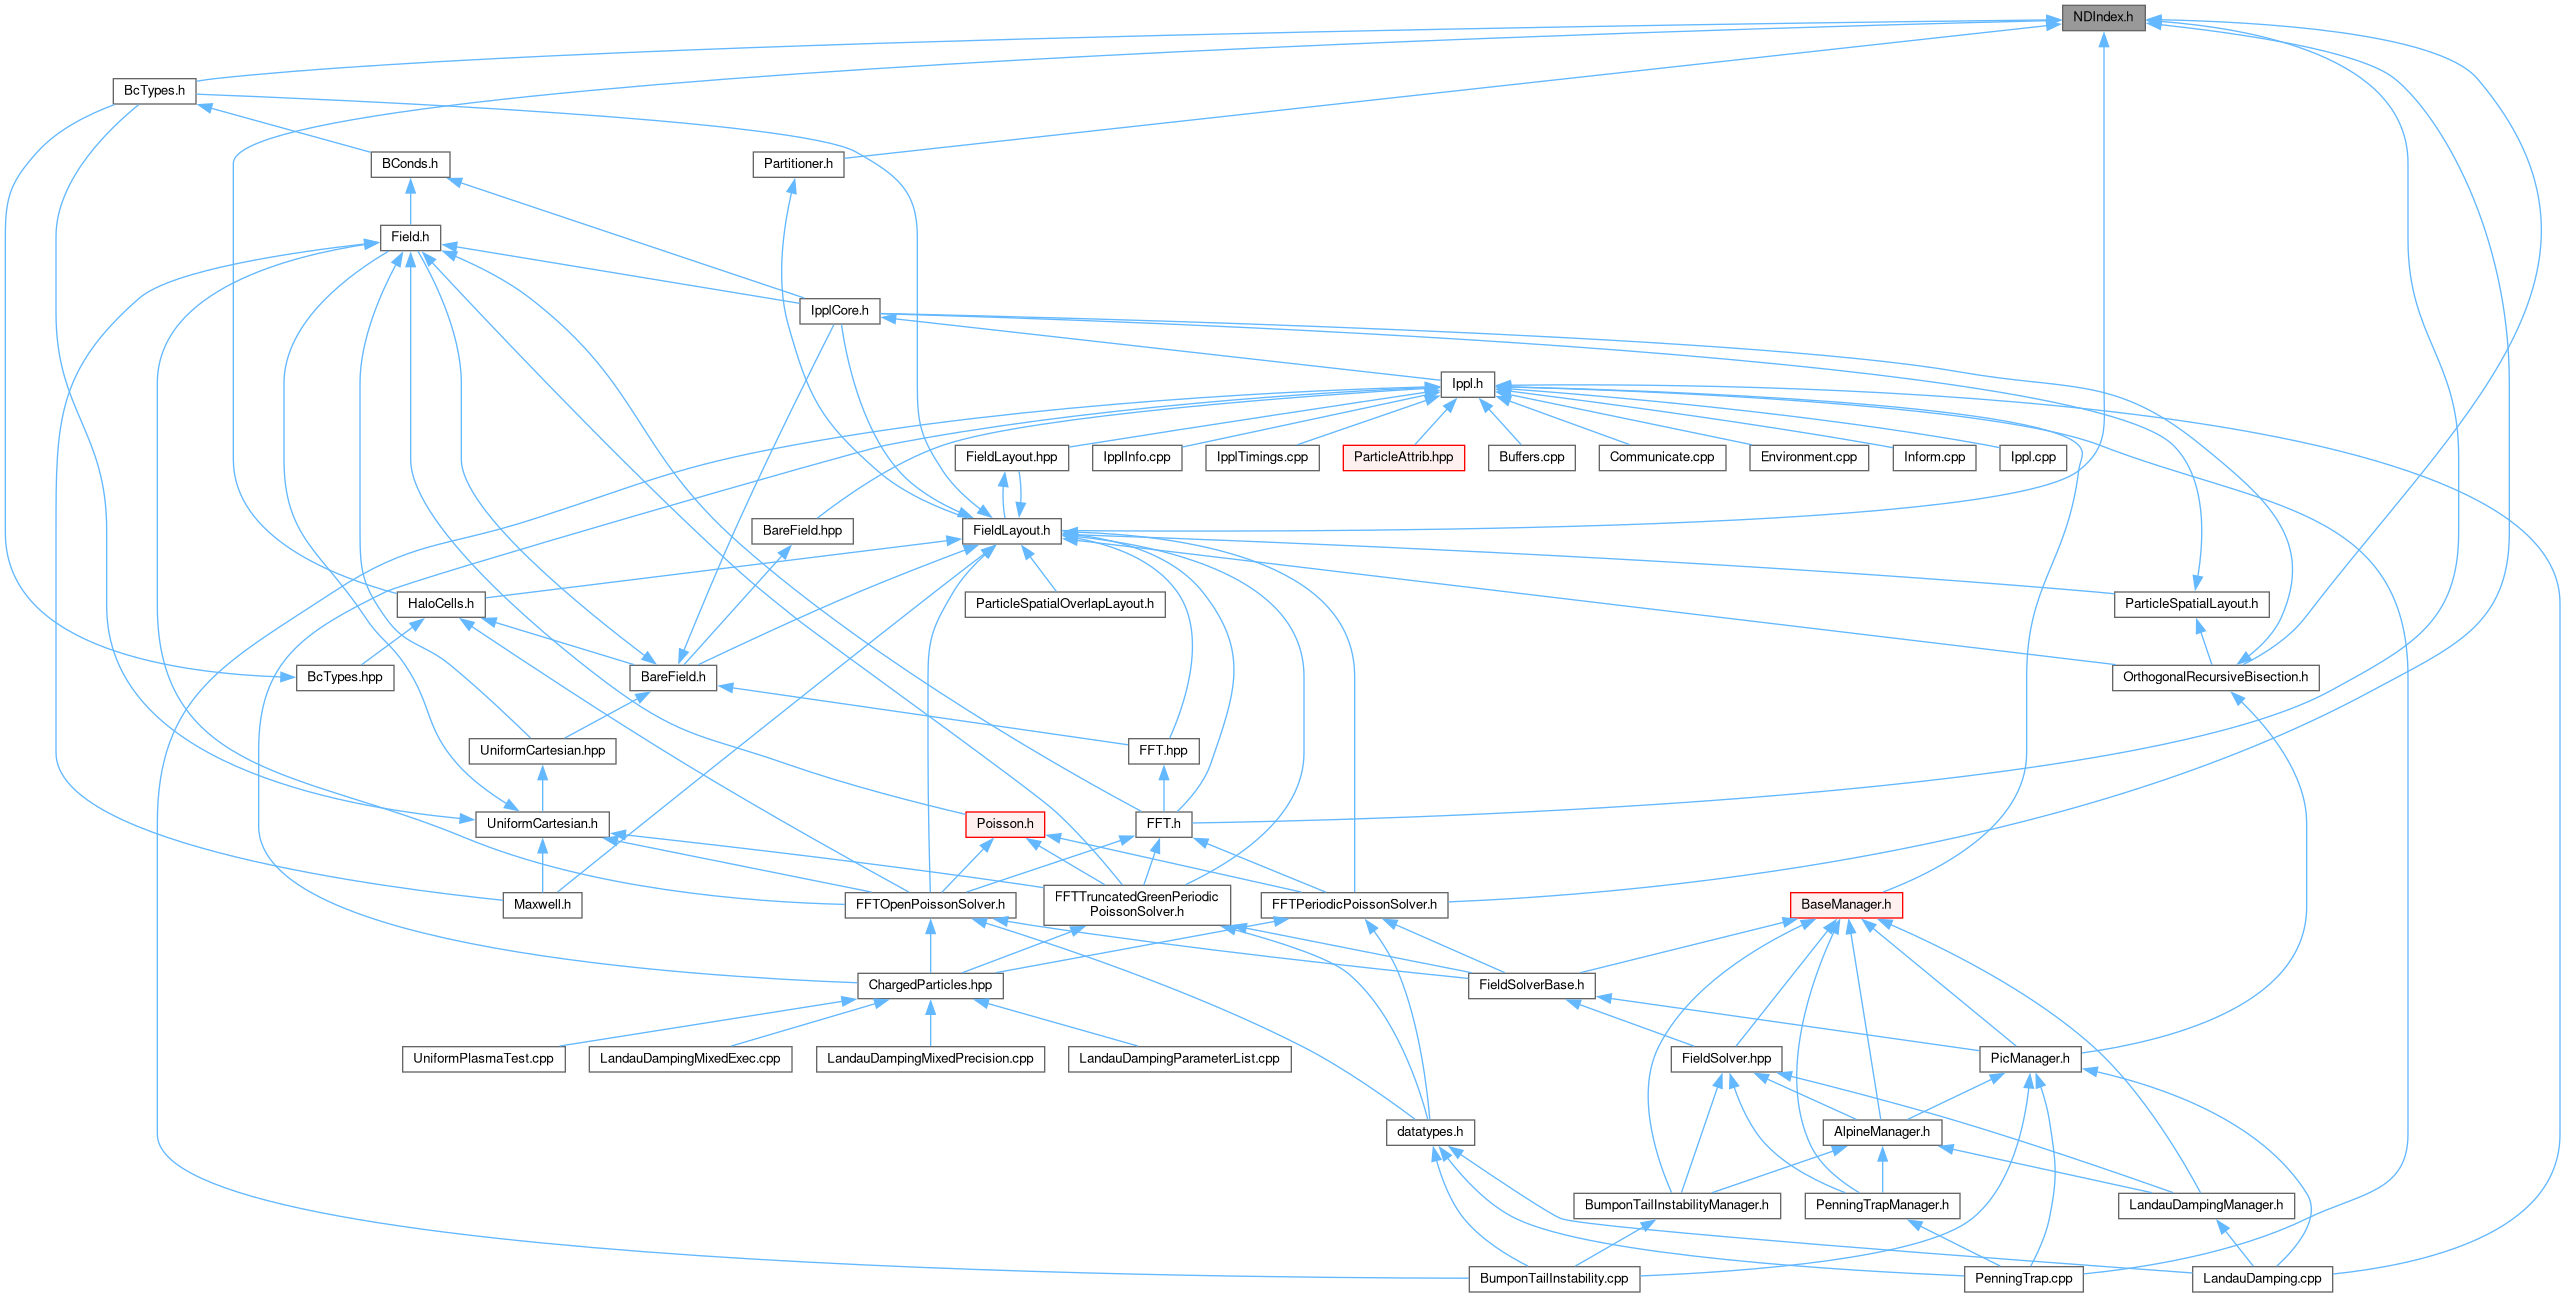 NDIndex.h
BcTypes.h
BConds.h
Partitioner.h
Field.h
IpplCore.h
Ippl.h
FieldLayout.hpp
IpplInfo.cpp
IpplTimings.cpp
ParticleAttrib.hpp
Buffers.cpp
Communicate.cpp
Environment.cpp
Inform.cpp
Ippl.cpp
BareField.hpp
FieldLayout.h
HaloCells.h
ParticleSpatialOverlapLayout.h
ParticleSpatialLayout.h
BcTypes.hpp
BareField.h
OrthogonalRecursiveBisection.h
UniformCartesian.hpp
FFT.hpp
UniformCartesian.h
Poisson.h
FFT.h
Maxwell.h
FFTOpenPoissonSolver.h
FFTTruncatedGreenPeriodic
PoissonSolver.h
FFTPeriodicPoissonSolver.h
BaseManager.h
ChargedParticles.hpp
FieldSolverBase.h
UniformPlasmaTest.cpp
LandauDampingMixedExec.cpp
LandauDampingMixedPrecision.cpp
LandauDampingParameterList.cpp
FieldSolver.hpp
PicManager.h
datatypes.h
AlpineManager.h
BumponTailInstabilityManager.h
PenningTrapManager.h
LandauDampingManager.h
BumponTailInstability.cpp
PenningTrap.cpp
LandauDamping.cpp